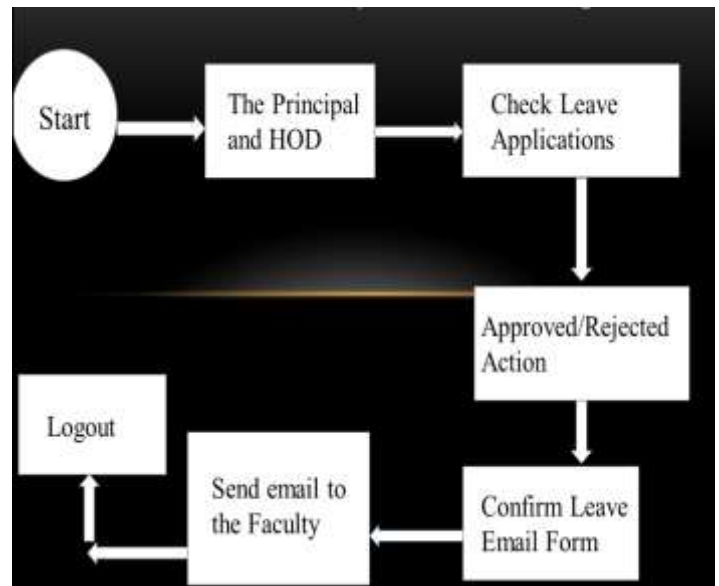 Start
The Principal
and HOD
Check Leave
Applications
Approved/Rejected
Action
Confirm Leave
Email Form
Send email to
the Faculty
Logout